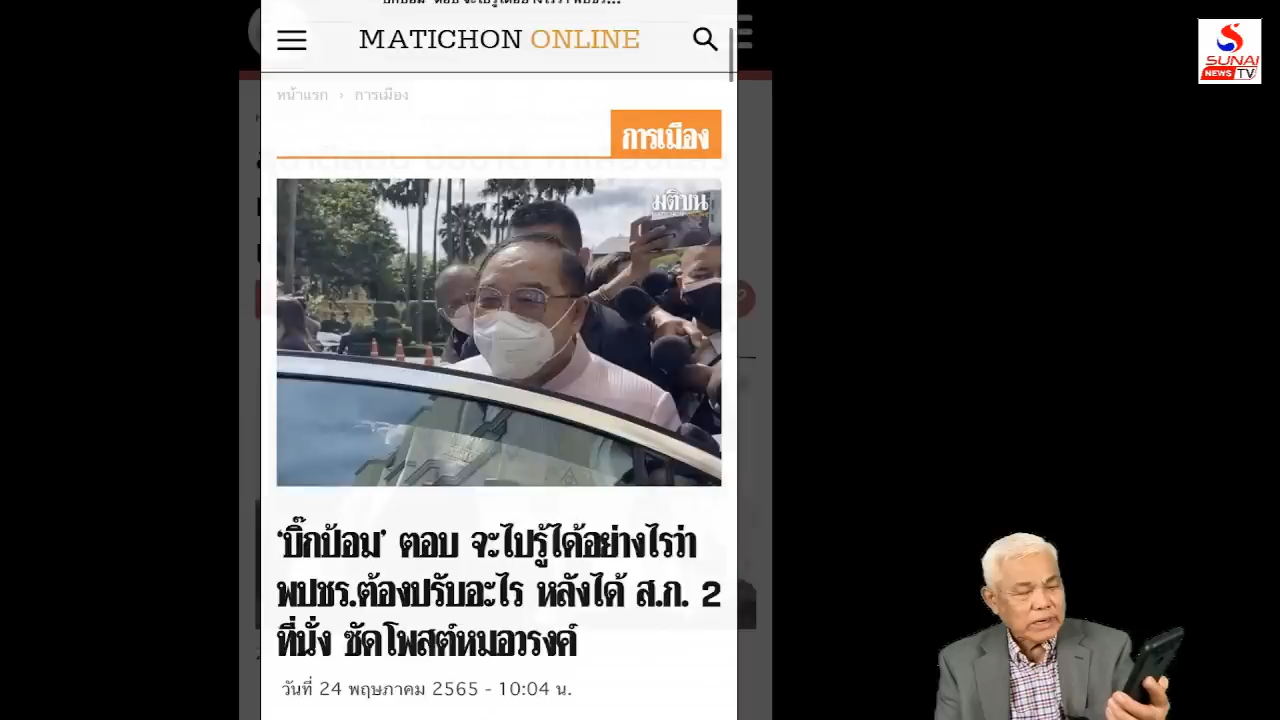 MATICHON ONLINE
SUNAI
NEWS TV
หน้าแรก › การเมือง
การเมือง
มติชน
‘บิ๊กป้อม’ ตอบ จะไปรู้ได้อย่างไรว่า
พปชร.ต้องปรับอะไร หลังได้ ส.ก. 2
ที่นั่ง ซัดโพสต์หมอวรงค์
วันที่ 24 พฤษภาคม 2565 - 10:04 น.